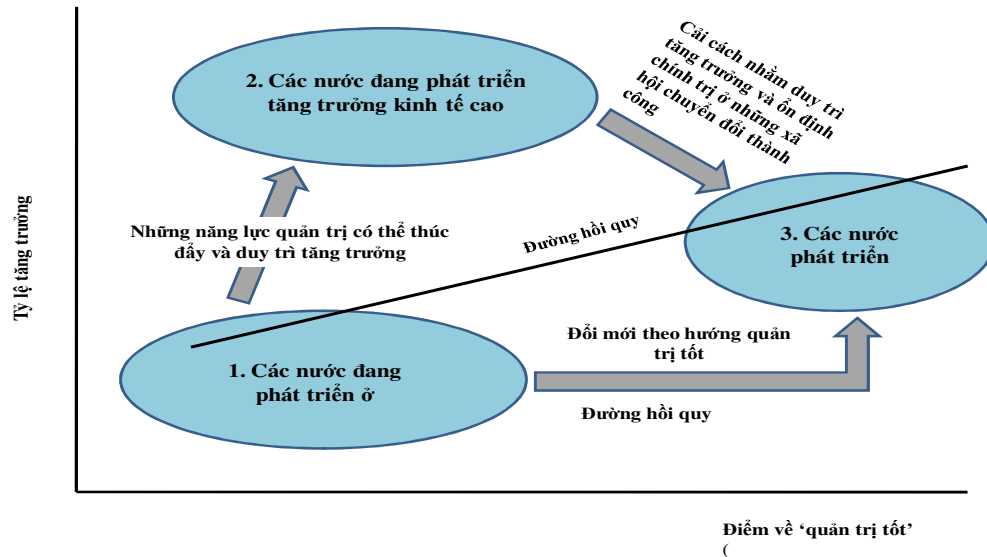 2. Các nước đang phát triển
tăng trưởng kinh tế cao
Cải cách nhằm duy trì
tăng trưởng và ổn định
chính trị ở những xã
hội chuyển đổi thành
công
Tỷ lệ tăng trưởng
Những năng lực quản trị có thể thúc
đẩy và duy trì tăng trưởng
Đường hồi quy
3. Các nước
phát triển
1. Các nước đang
phát triển ở
Đổi mới theo hướng quản
trị tốt
Đường hồi quy
Điểm về ‘quản trị tốt’
(